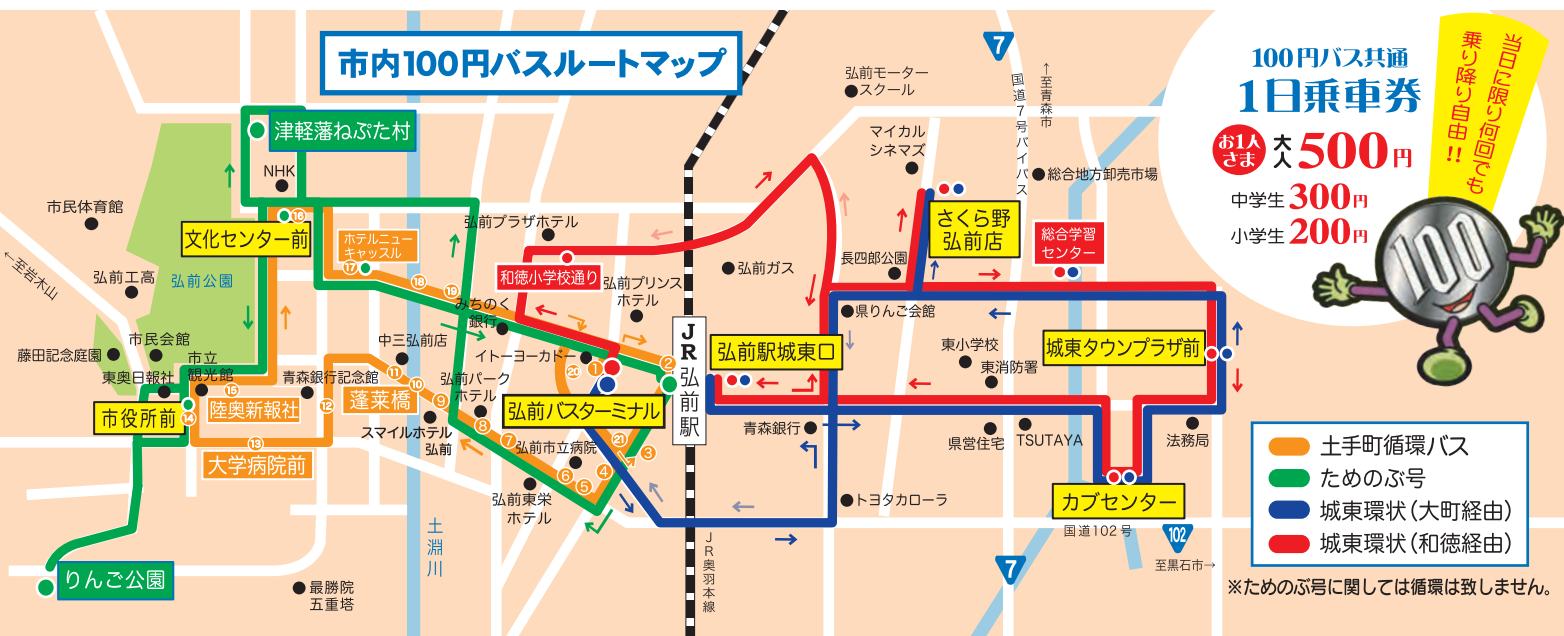 市内100円バスルートマップ
100円バス共通
1日乗車券
お1人
さま
大人500円
中学生300円
小学生200円
当日に限り何回でも
乗り降り自由!!
100
7
国道7号バイパス
↑至青森市
弘前モーター
スクール
マイカル
シネマズ
総合地方卸売市場
津軽藩ねぷた村
NHK
市民体育館
←至岩木山
弘前工高
弘前公園
文化センター前
16
ホテルニュー
キャッスル
17
18
19
弘前プラザホテル
和徳小学校通り
弘前プリンス
ホテル
みちのく
銀行
弘前ガス
長四郎公園
さくら野
弘前店
総合学習
センター
県りんご会館
JR弘前駅
弘前駅城東口
城東タウンプラザ前
東小学校
東消防署
藤田記念庭園
市民会館
東奥日報社
市立
観光館
市役所前
14
15
陸奥新報社
青森銀行記念館
12
13
大学病院前
中三弘前店
11
10
9
蓬莱橋
イトーヨーカドー
1
2
20
弘前パーク
ホテル
弘前バスターミナル
スマイルホテル
弘前
8
7
弘前市立病院
6
5
4
21
3
弘前東栄
ホテル
青森銀行
県営住宅
TSUTAYA
法務局
トヨタカローラ
カブセンター
国道102号
102
至黒石市→
7
土淵川
JR奥羽本線
りんご公園
最勝院
五重塔
土手町循環バス
ためのぶ号
城東環状(大町経由)
城東環状(和徳経由)
※ためのぶ号に関しては循環は致しません。